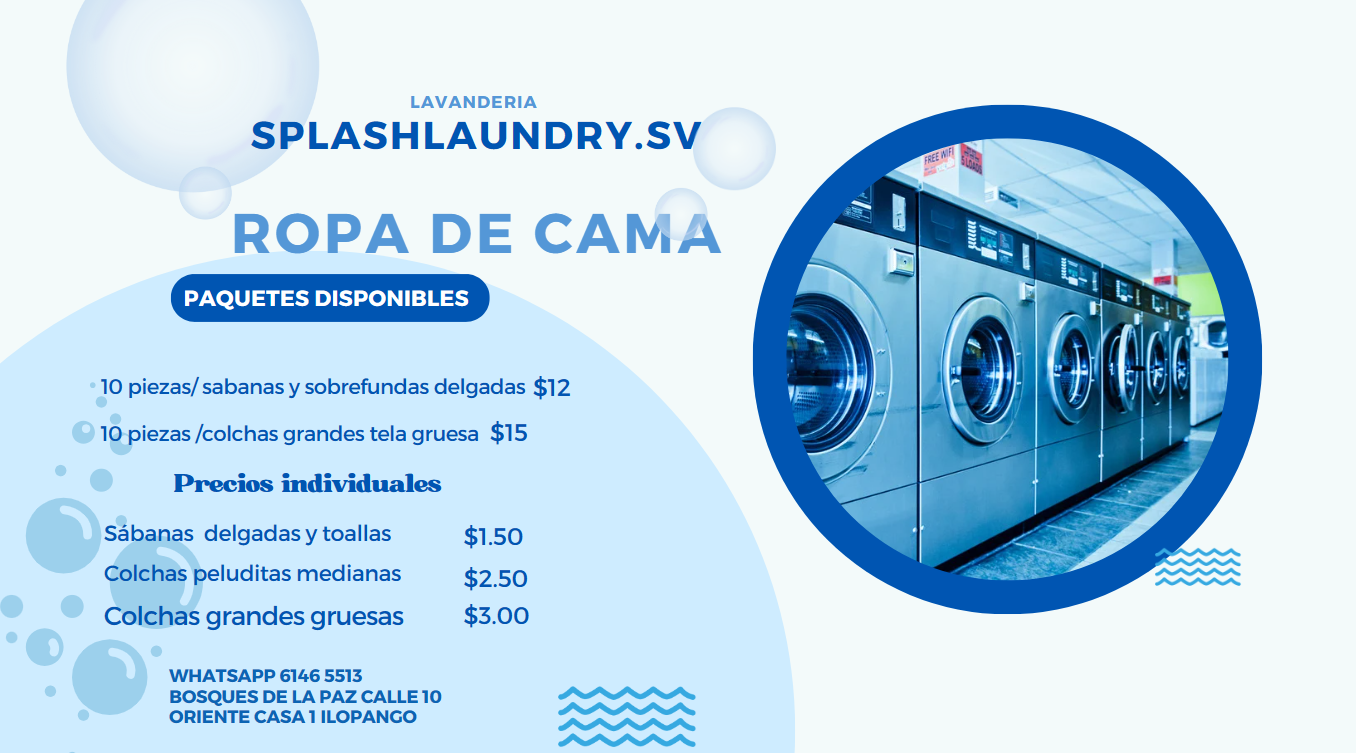 LAVANDERIA
SPLASHLAUNDRY.SV
ROPA DE CAMA
PAQUETES DISPONIBLES
10 piezas/ sabanas y sobrefundas delgadas $12
10 piezas /colchas grandes tela gruesa $15
Precios individuales
Sábanas delgadas y toallas $1.50
Colchas peluditas medianas $2.50
Colchas grandes gruesas $3.00
WHATSAPP 6146 5513
BOSQUES DE LA PAZ CALLE 10
ORIENTE CASA 1 ILOPANGO
FREE WIFI